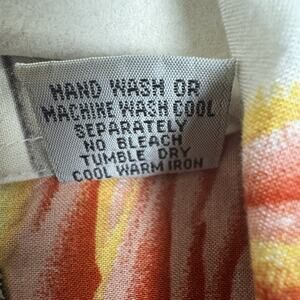 HAND WASH OR
MACHINE WASH COOL
SEPARATELY
NO BLEACH
TUMBLE DRY
COOL WARM IRON